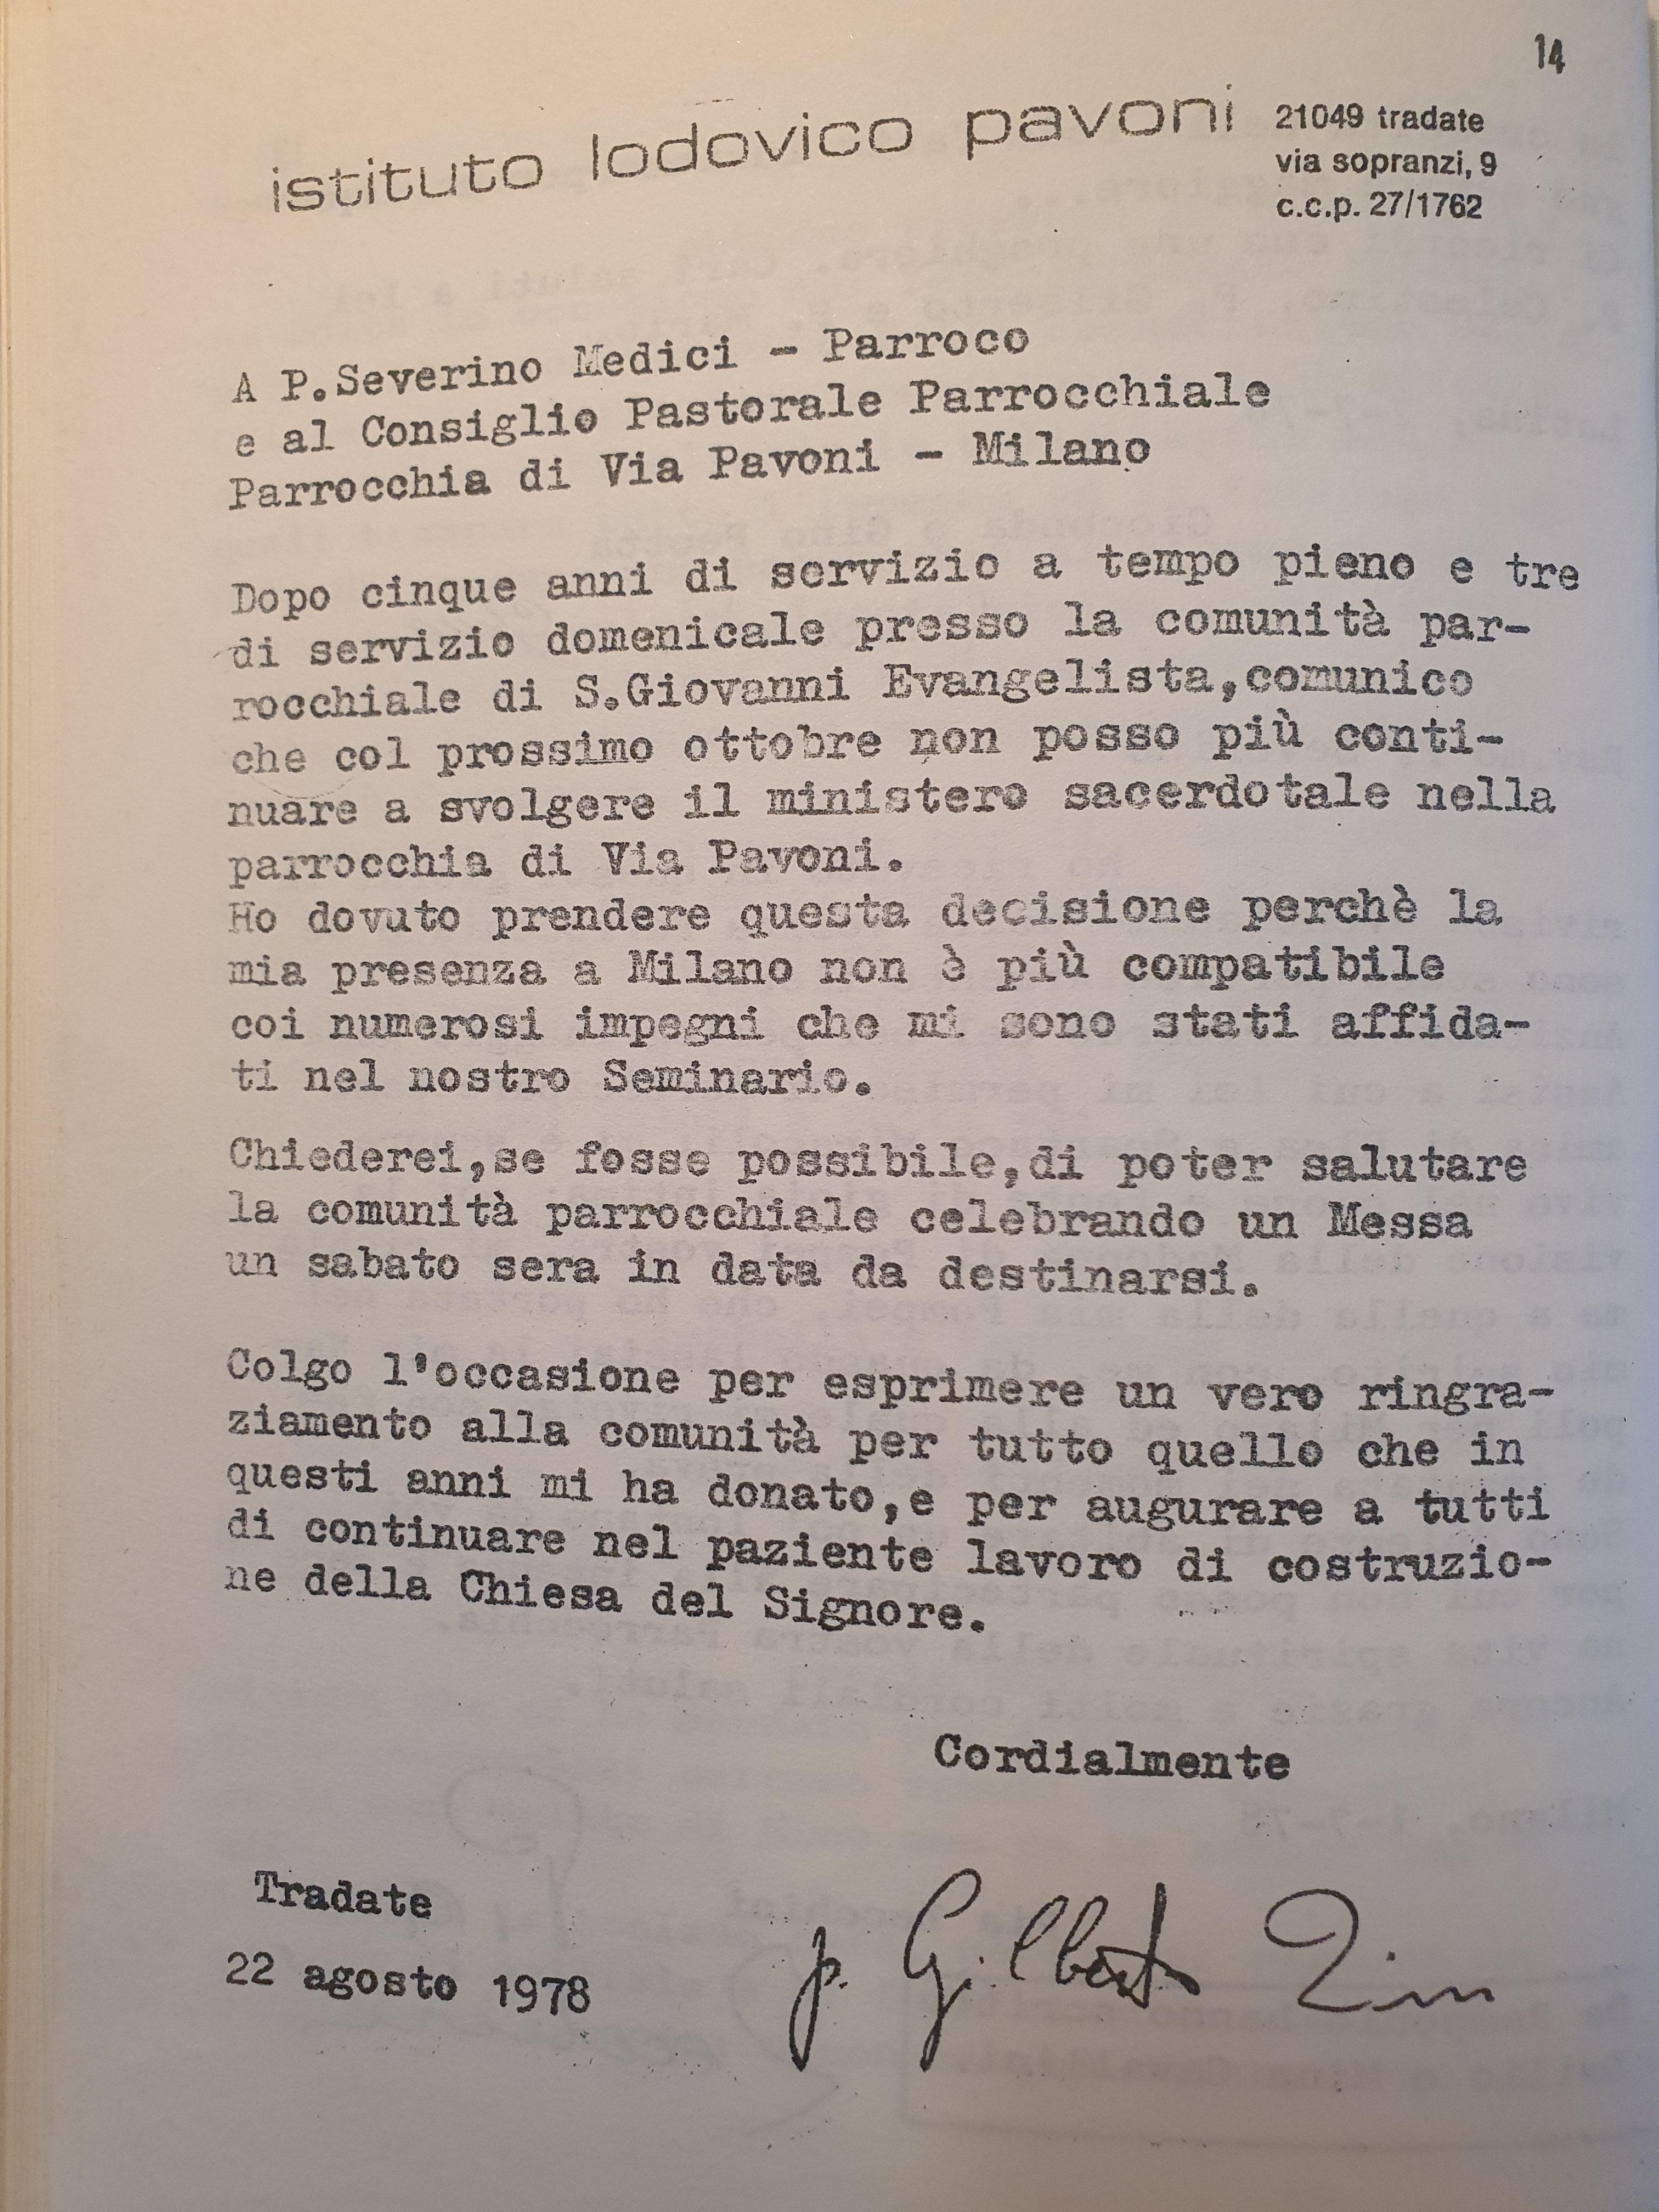 14
istituto lodovico pavoni
21049 tradate
via sopranzi, 9
c.c.p. 27/1762
A P.Severino Medici - Parroco
e al Consiglio Pastorale Parrocchiale
Parrocchia di Via Pavoni - Milano
Dopo cinque anni di servizio a tempo pieno e tre
di servizio domenicale presso la comunità par-
rocchiale di S.Giovanni Evangelista,comunico
che col prossimo ottobre non posso più conti-
nuare a svolgere il ministero sacerdotale nella
parrocchia di Via Pavoni.
Ho dovuto prendere questa decisione perchè la
mia presenza a Milano non è più compatibile
coi numerosi impegni che mi sono stati affida-
ti nel nostro Seminario.
Chiederei,se fosse possibile,di poter salutare
la comunità parrocchiale celebrando un Messa
un sabato sera in data da destinarsi.
Colgo l'occasione per esprimere un vero ringra-
ziamento alla comunità per tutto quello che in
questi anni mi ha donato,e per augurare a tutti
di continuare nel paziente lavoro di costruzio-
ne della Chiesa del Signore.
Cordialmente
Tradate
22 agosto 1978
p. Gilberto